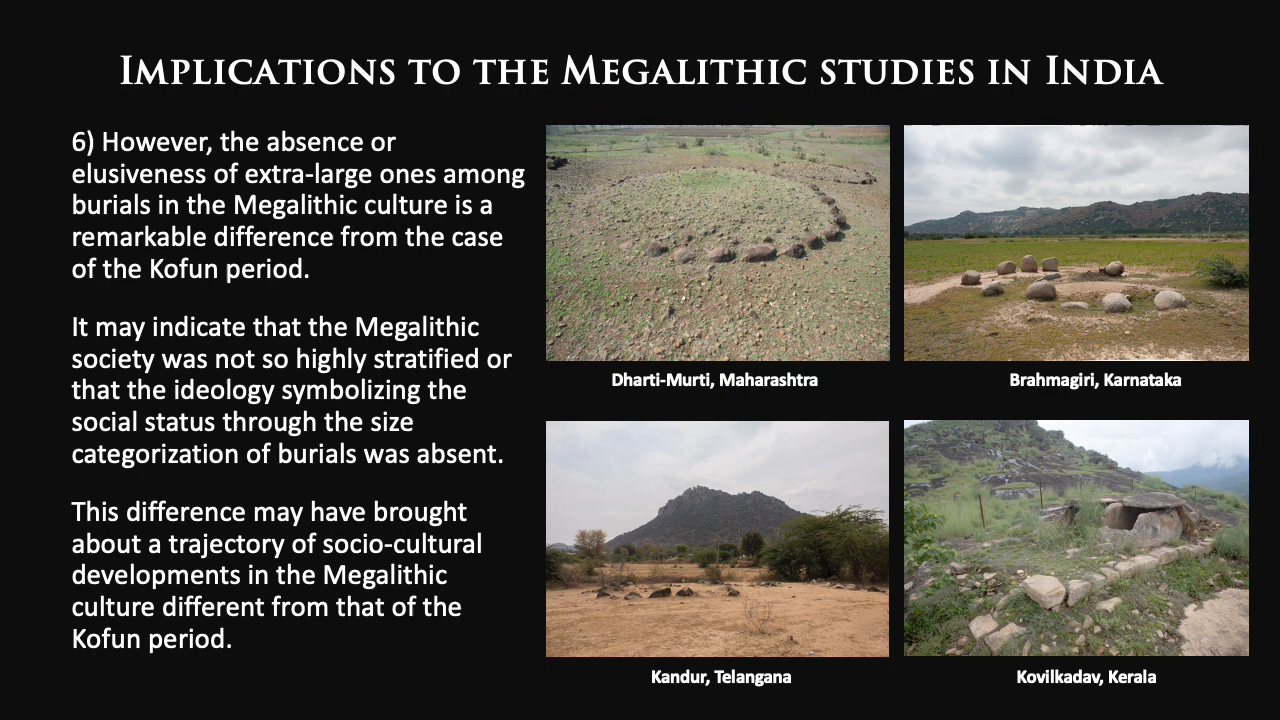 Implications to the Megalithic studies in India
6) However, the absence or
elusiveness of extra-large ones among
burials in the Megalithic culture is a
remarkable difference from the case
of the Kofun period.
It may indicate that the Megalithic
society was not so highly stratified or
that the ideology symbolizing the
social status through the size
categorization of burials was absent.
This difference may have brought
about a trajectory of socio-cultural
developments in the Megalithic
culture different from that of the
Kofun period.
Dharti-Murti, Maharashtra
Brahmagiri, Karnataka
Kandur, Telangana
Kovilkadav, Kerala